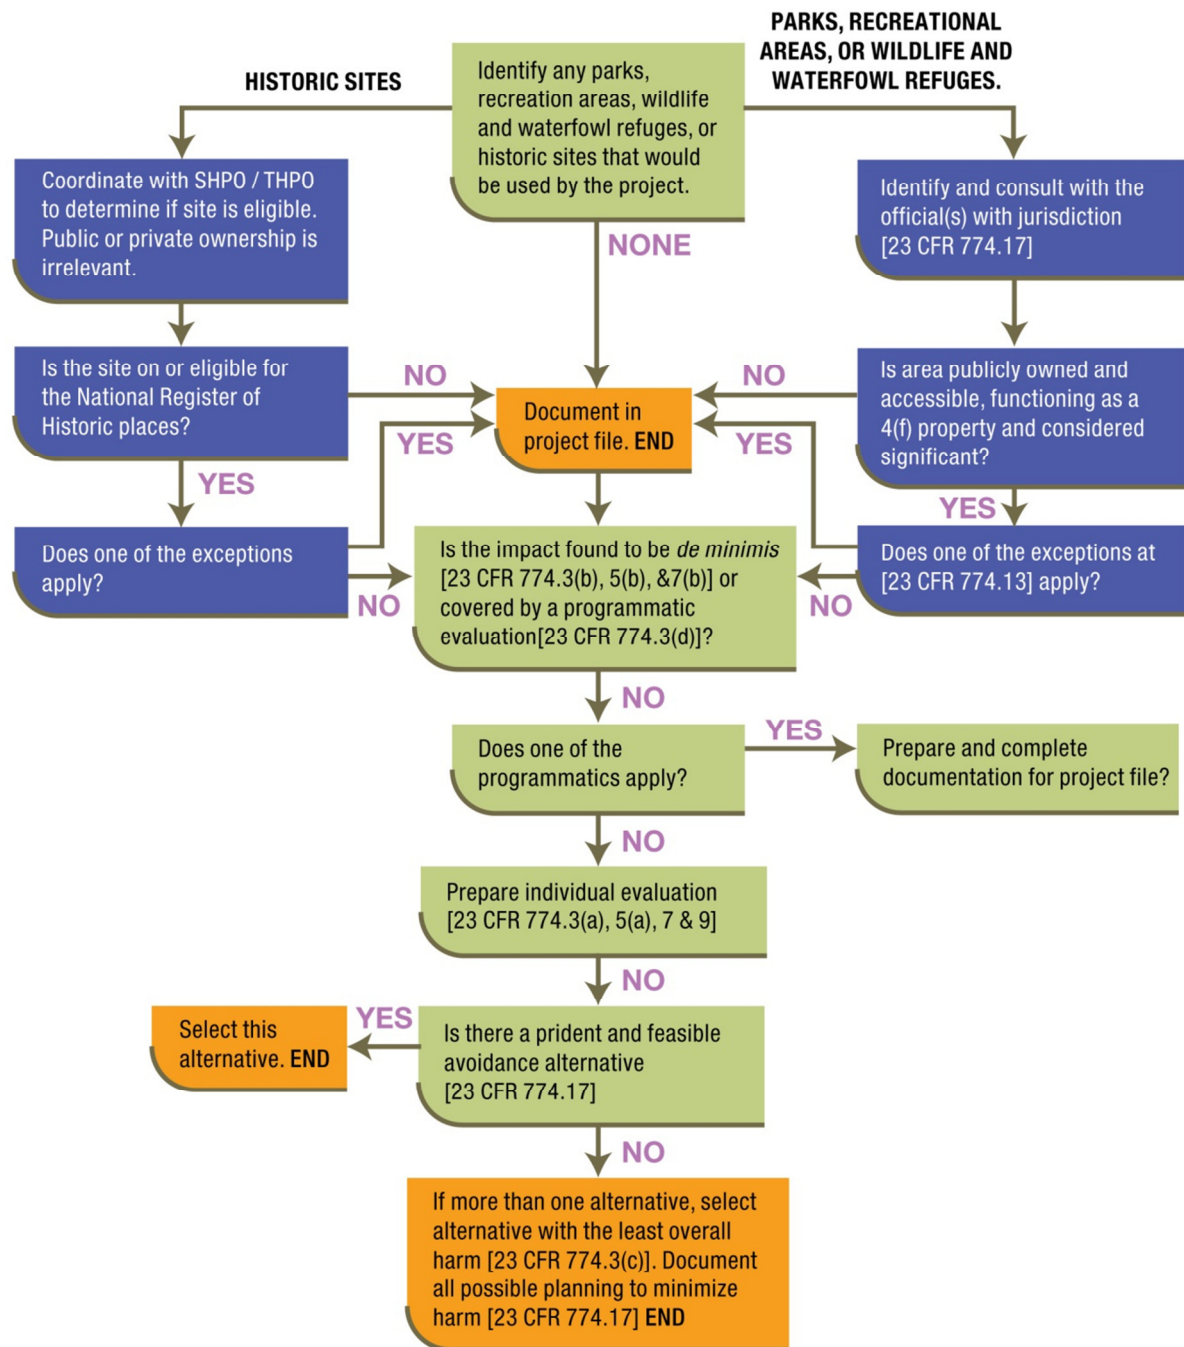 PARKS, RECREATIONAL
AREAS, OR WILDLIFE AND
WATERFOWL REFUGES.
HISTORIC SITES
Identify any parks,
recreation areas, wildlife
and waterfowl refuges, or
historic sites that would
be used by the project.
Coordinate with SHPO / THPO
to determine if site is eligible.
Public or private ownership is
irrelevant.
Identify and consult with the
official(s) with jurisdiction
[23 CFR 774.17]
NONE
Is the site on or eligible for
the National Register of
Historic places?
NO
YES
Document in
project file. END
NO
YES
Is area publicly owned and
accessible, functioning as a
4(f) property and considered
significant?
YES
YES
Does one of the exceptions
apply?
NO
Is the impact found to be de minimis
[23 CFR 774.3(b), 5(b), &7(b)] or
covered by a programmatic
evaluation[23 CFR 774.3(d)]?
Does one of the exceptions at
[23 CFR 774.13] apply?
NO
NO
Does one of the
programmatics apply?
YES
Prepare and complete
documentation for project file?
NO
Prepare individual evaluation
[23 CFR 774.3(a), 5(a), 7 & 9]
NO
Select this
alternative. END
YES
Is there a prident and feasible
avoidance alternative
[23 CFR 774.17]
NO
If more than one alternative, select
alternative with the least overall
harm [23 CFR 774.3(c)]. Document
all possible planning to minimize
harm [23 CFR 774.17] END